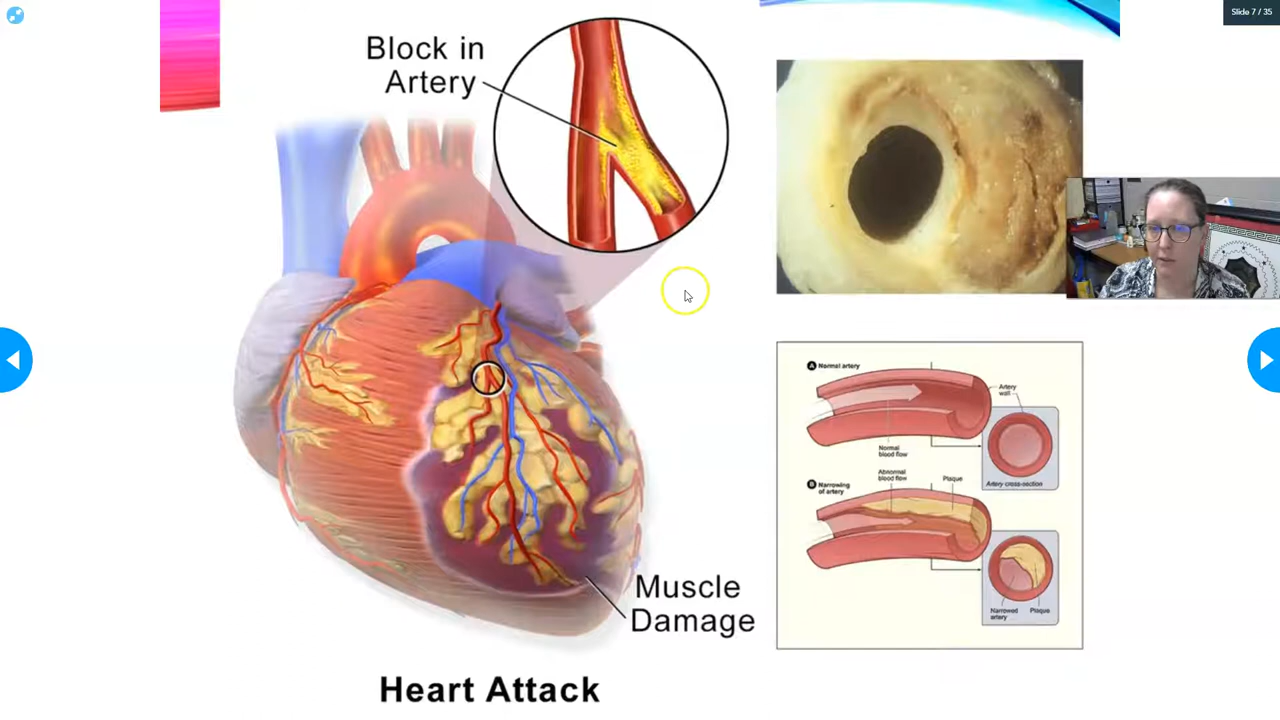 Slide 7 / 35
Block in
Artery
Muscle
Damage
Heart Attack
A Normal artery
Artery
wall
Normal
blood flow
Artery cross-section
Abnormal
blood flow
Plaque
B Narrowing
of artery
Narrowed
artery
Plaque